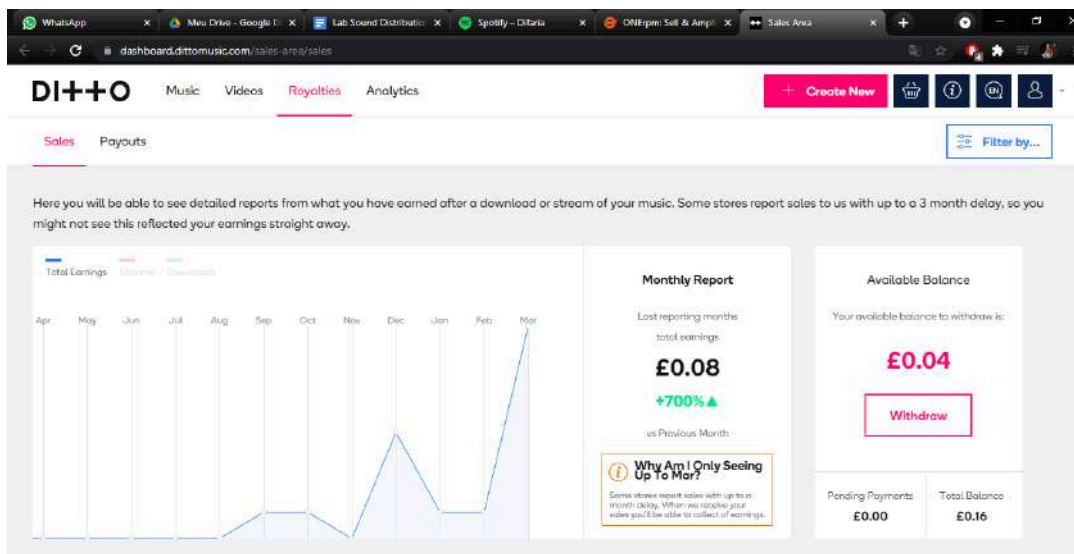 WhatsApp
Meu Drive - Google D
Lab Sound Distributio
Spotify – Difaria
ONErpm: Sell & Ampl
Sales Area
dashboard.dittomusic.com/sales-area/sales
DITTO
Music Videos Royalties Analytics
+ Create New
EN
Sales Payouts
Filter by...
Here you will be able to see detailed reports from what you have earned after a download or stream of your music. Some stores report sales to us with up to a 3 month delay, so you
might not see this reflected your earnings straight away.
Total Earnings Streams Downloads
Apr May Jun Jul Aug Sep Oct Nov Dec Jan Feb Mar
Monthly Report
Last reporting months
total earnings
£0.08
+700%▲
vs Previous Month
Why Am I Only Seeing
Up To Mar?
Some stores report sales with up to a
month delay. When we receive your
sales you'll be able to collect of earnings.
Available Balance
Your available balance to withdraw is:
£0.04
Withdraw
Pending Payments
£0.00
Total Balance
£0.16